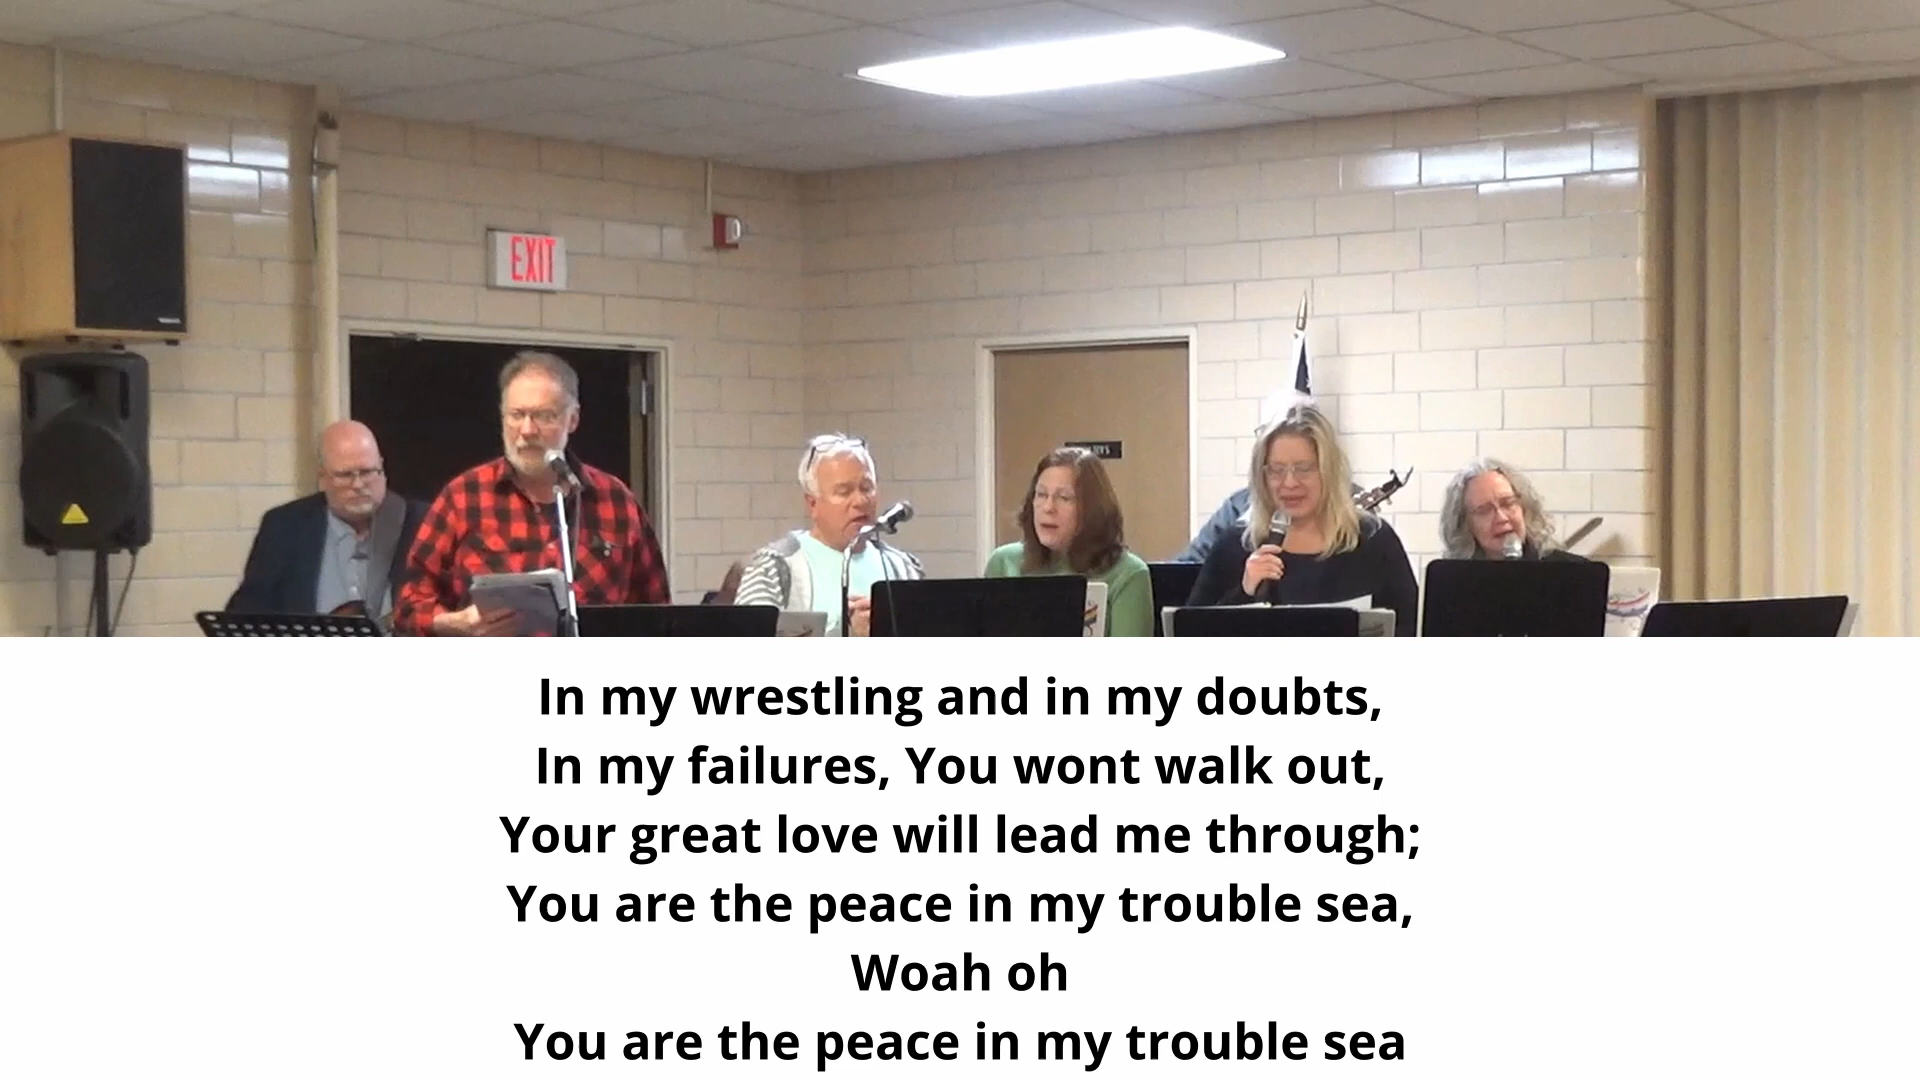 EXIT
In my wrestling and in my doubts,
In my failures, You wont walk out,
Your great love will lead me through;
You are the peace in my trouble sea,
Woah oh
You are the peace in my trouble sea